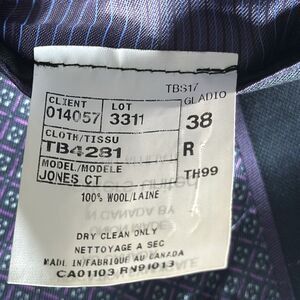 TBS17
GLADIO
CLIENT LOT
014057 3311 38
CLOTH/TISSU
TB4281 R
MODEL/MODELE
JONES CT TH99
100% WOOL/LAINE
DRY CLEAN ONLY
NETTOYAGE A SEC
MADE IN/FABRIQUE AU CANADA
CA01103 RN91013